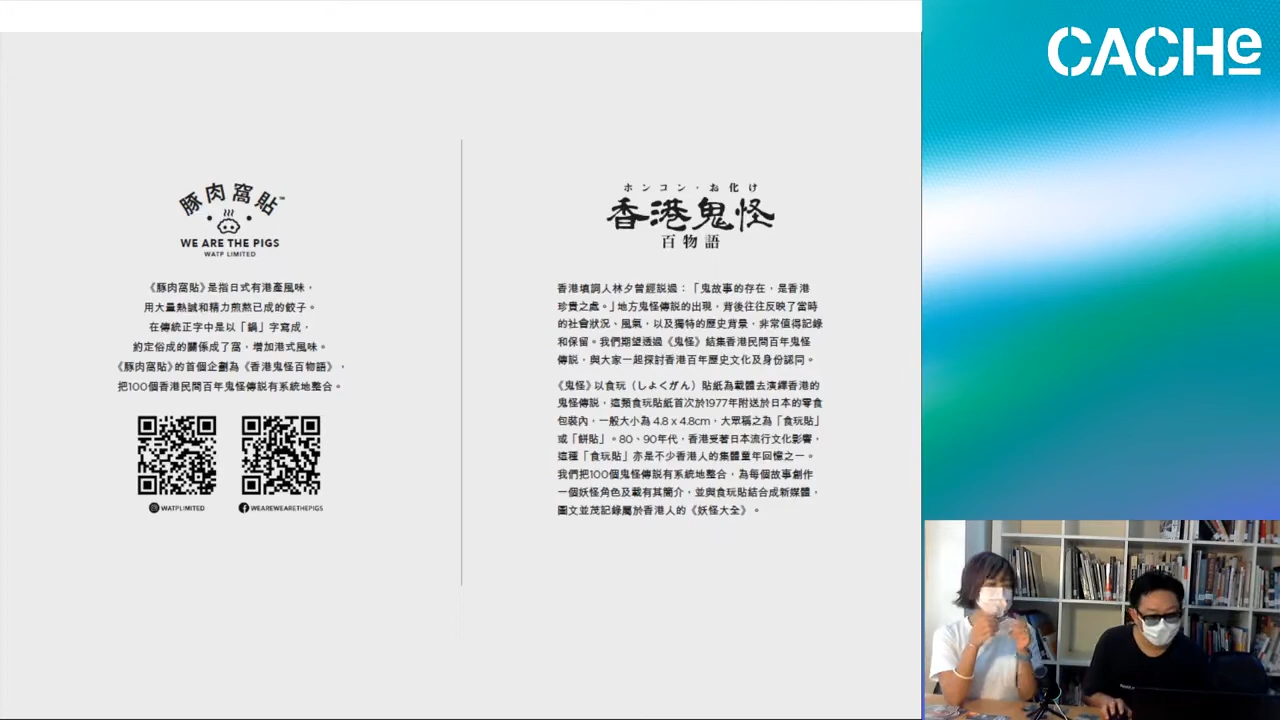 CACHe
豚肉窩貼™
WE ARE THE PIGS
WATP LIMITED
《豚肉窩貼》是指日式有港產風味，
用大量熱誠和精力煎熬已成的餃子。
在傳統正字中是以「鍋」字寫成，
約定俗成的關係成了窩，增加港式風味。
《豚肉窩貼》的首個企劃為《香港鬼怪百物語》，
把100個香港民間百年鬼怪傳說有系統地整合。
WATPLIMITED
WEAREWEARETHEPIGS
ホンコン・お化け
香港鬼怪
百物語
香港填詞人林夕曾經說過：「鬼故事的存在，是香港
珍貴之處。」地方鬼怪傳說的出現，背後往往反映了當時
的社會狀況、風氣，以及獨特的歷史背景，非常值得記錄
和保留。我們期望透過《鬼怪》結集香港民間百年鬼怪
傳說，與大家一起探討香港百年歷史文化及身份認同。
《鬼怪》以食玩（しょくがん）貼紙為載體去演繹香港的
鬼怪傳說，這類食玩貼紙首次於1977年附送於日本的零食
包裝內，一般大小為 4.8 x 4.8cm，大眾稱之為「食玩貼」
或「餅貼」。80、90年代，香港受著日本流行文化影響，
這種「食玩貼」亦是不少香港人的集體童年回憶之一。
我們把100個鬼怪傳說有系統地整合，為每個故事創作
一個妖怪角色及載有其簡介，並與食玩貼結合成新媒體，
圖文並茂記錄屬於香港人的《妖怪大全》。